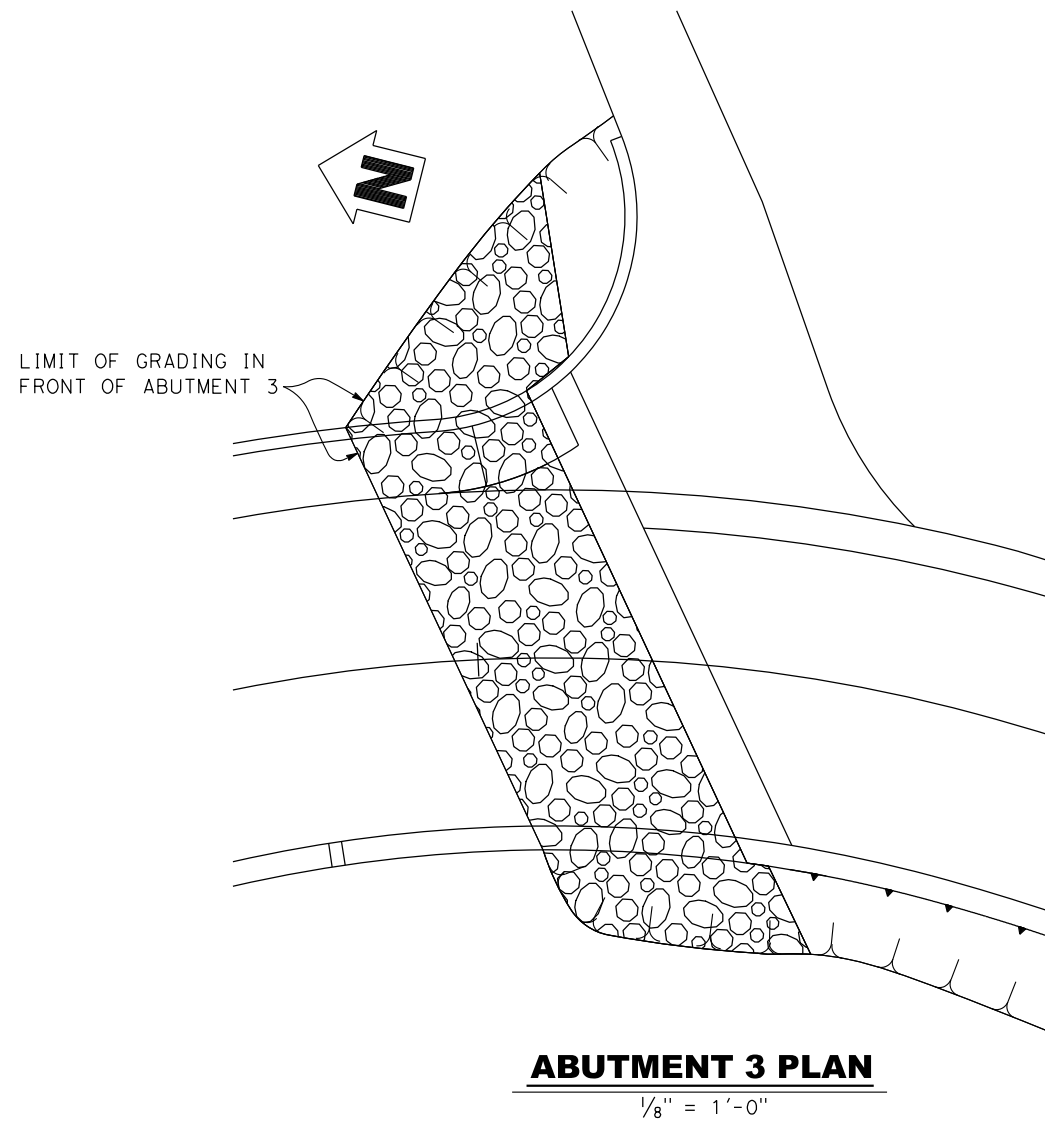 N
LIMIT OF GRADING IN
FRONT OF ABUTMENT 3
ABUTMENT 3 PLAN
1/8" = 1'-0"